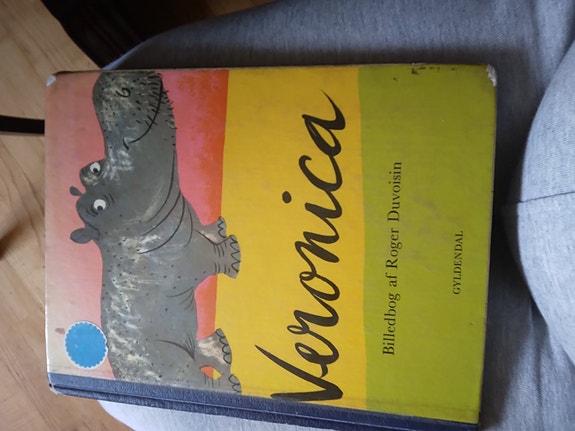 Veronica
Billedbog af Roger Duvoisin
GYLDENDAL